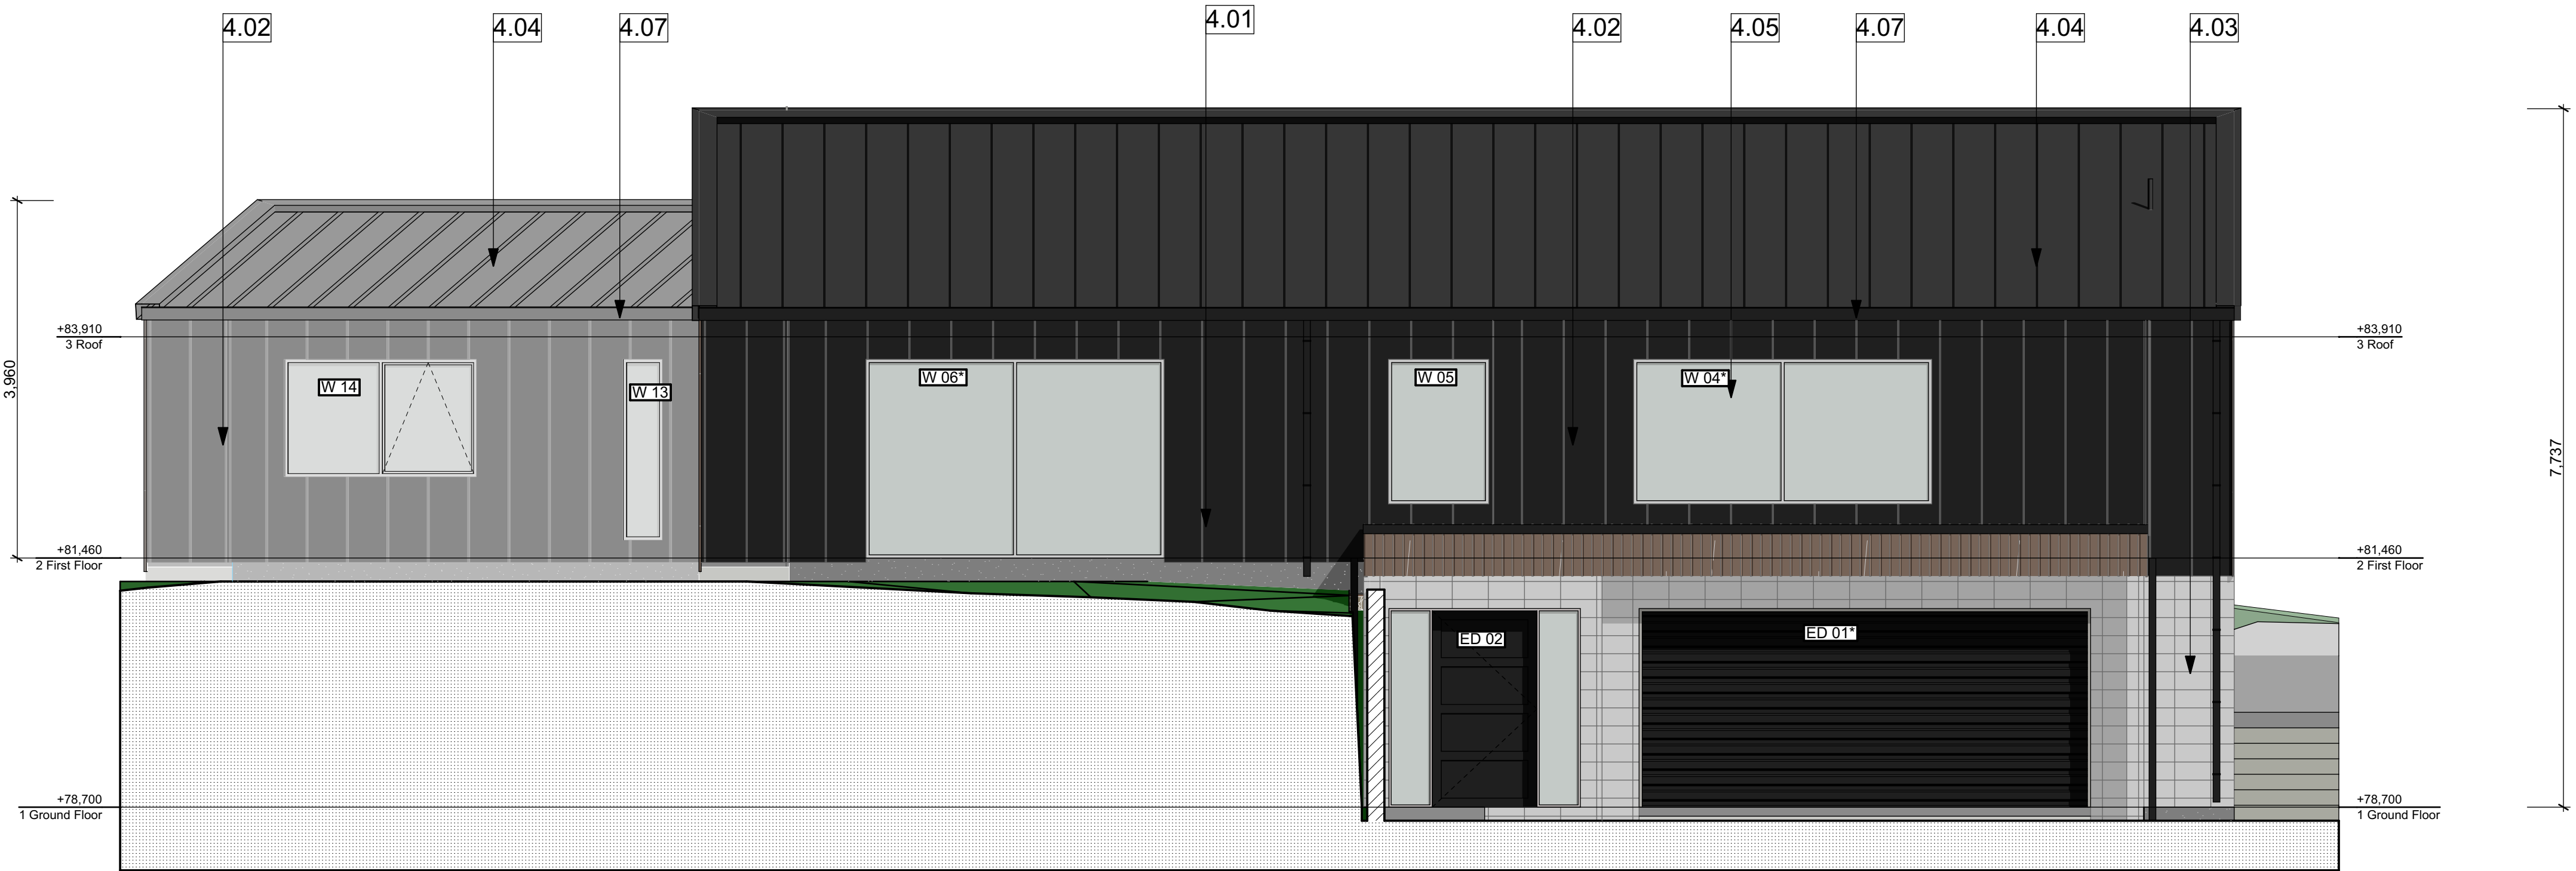 4.02
4.04
4.07
4.01
4.02
4.05
4.07
4.04
4.03
+83,910
3 Roof
+83,910
3 Roof
3,960
W 14
W 13
W 06*
W 05
W 04*
7,737
+81,460
2 First Floor
+81,460
2 First Floor
ED 02
ED 01*
+78,700
1 Ground Floor
+78,700
1 Ground Floor